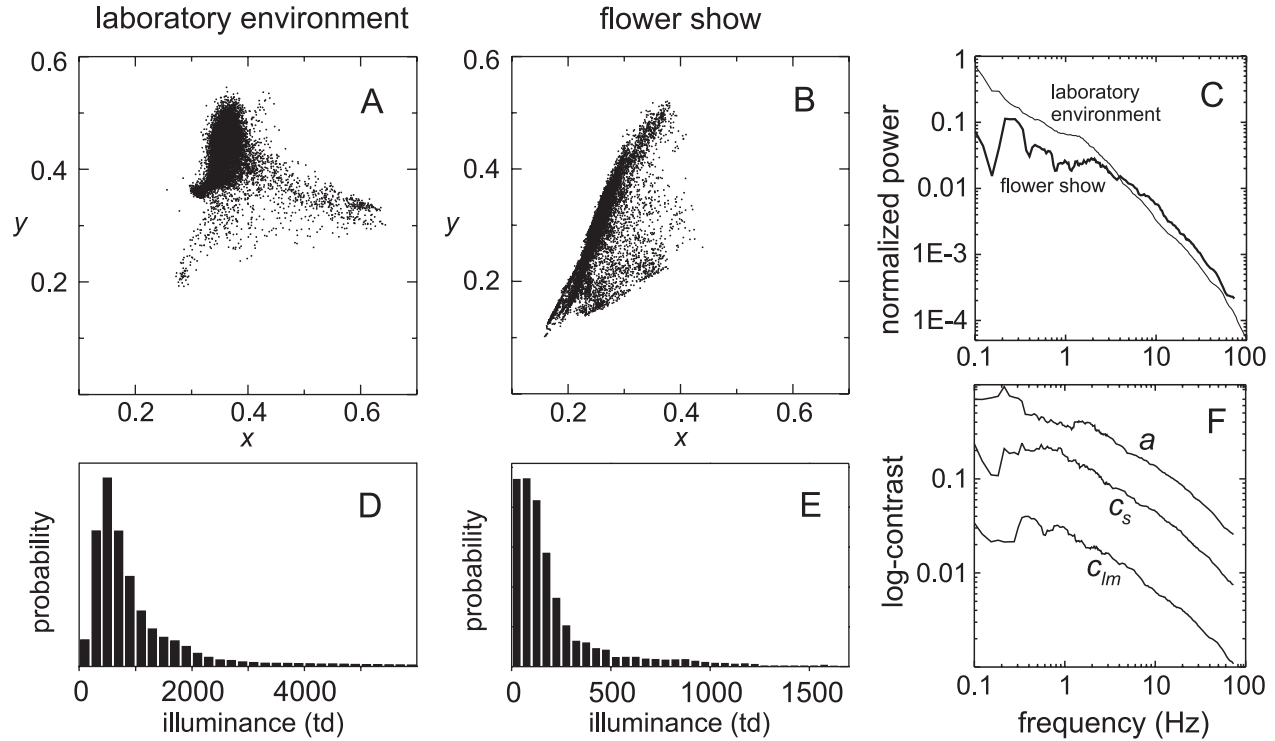 laboratory environment
flower show
0.6
0.4
y
0.2
0.2
0.4
0.6
x
A
0.6
0.4
y
0.2
0.2
0.4
0.6
x
B
1
0.1
0.01
1E-3
1E-4
normalized power
0.1
1
10
100
laboratory
environment
flower show
C
probability
0
2000
4000
illuminance (td)
D
probability
0
500
1000
1500
illuminance (td)
E
0.1
0.01
log-contrast
a
c_s
c_lm
F
0.1
1
10
100
frequency (Hz)